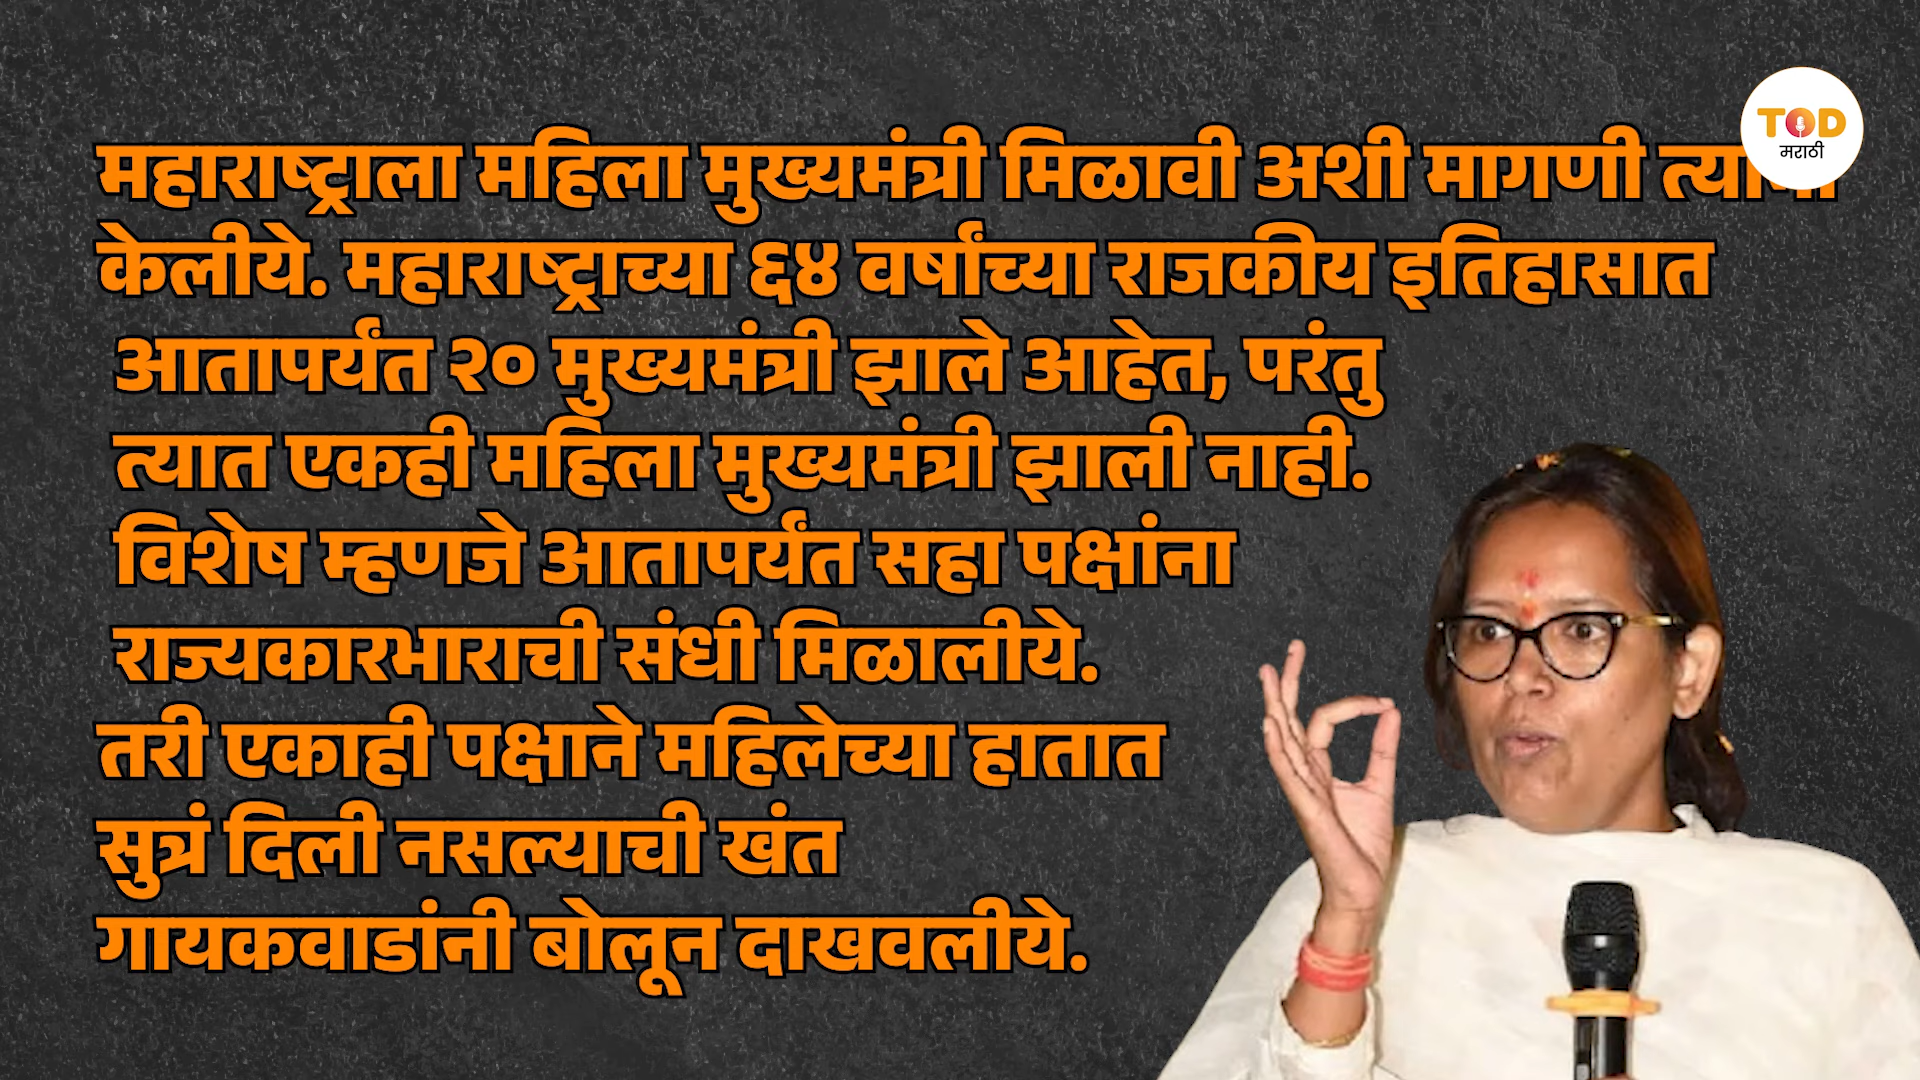 महाराष्ट्राला महिला मुख्यमंत्री मिळावी अशी मागणी
केलीये. महाराष्ट्राच्या ६४ वर्षांच्या राजकीय इतिहासात
आतापर्यंत २० मुख्यमंत्री झाले आहेत, परंतु
त्यात एकही महिला मुख्यमंत्री झाली नाही.
विशेष म्हणजे आतापर्यंत सहा पक्षांना
राज्यकारभाराची संधी मिळालीये.
तरी एकाही पक्षाने महिलेच्या हातात
सुत्रं दिली नसल्याची खंत
गायकवाडांनी बोलून दाखवलीये.
TOD
मराठी